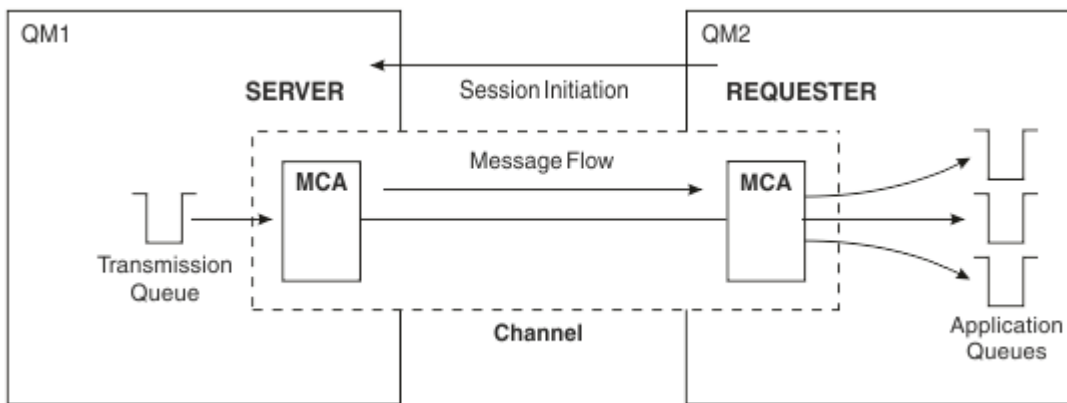 QM1
QM2
SERVER
Session Initiation
REQUESTER
Message Flow
MCA
MCA
Transmission
Queue
Channel
Application
Queues